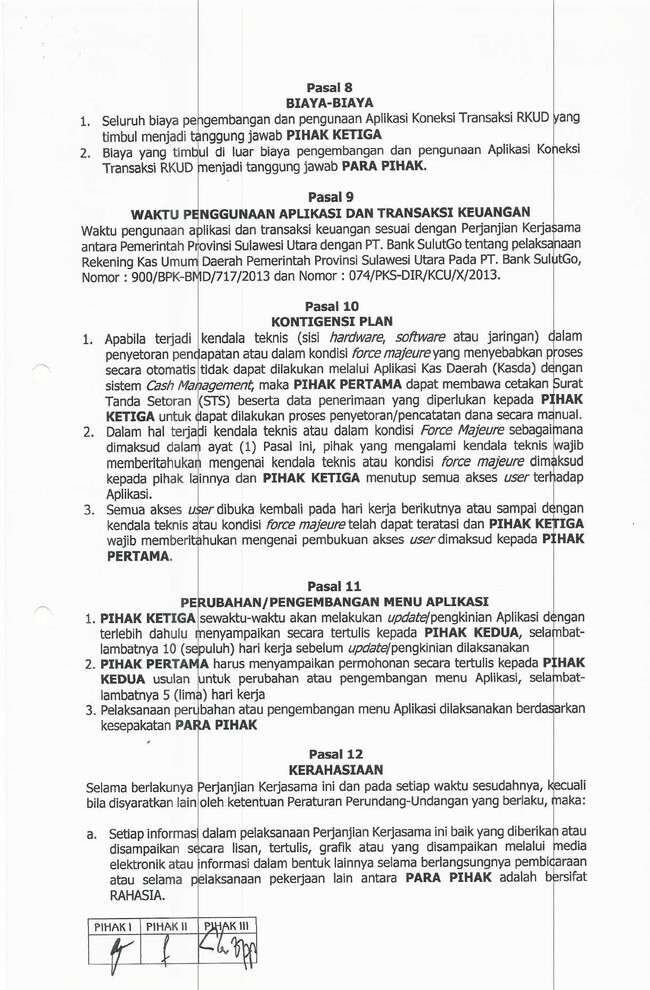 Pasal 8
BIAYA-BIAYA
1. Seluruh biaya pengembangan dan pengunaan Aplikasi Koneksi Transaksi RKUD yang
timbul menjadi tanggung jawab PIHAK KETIGA
2. Biaya yang timbul di luar biaya pengembangan dan pengunaan Aplikasi Koneksi
Transaksi RKUD menjadi tanggung jawab PARA PIHAK.
Pasal 9
WAKTU PENGGUNAAN APLIKASI DAN TRANSAKSI KEUANGAN
Waktu pengunaan aplikasi dan transaksi keuangan sesuai dengan Perjanjian Kerjasama
antara Pemerintah Provinsi Sulawesi Utara dengan PT. Bank SulutGo tentang pelaksanaan
Rekening Kas Umum Daerah Pemerintah Provinsi Sulawesi Utara Pada PT. Bank SulutGo,
Nomor : 900/BPK-BMD/717/2013 dan Nomor : 074/PKS-DIR/KCU/X/2013.
Pasal 10
KONTIGENSI PLAN
1. Apabila terjadi kendala teknis (sisi hardware, software atau jaringan) dalam
penyetoran pendapatan atau dalam kondisi force majeure yang menyebabkan proses
secara otomatis tidak dapat dilakukan melalui Aplikasi Kas Daerah (Kasda) dengan
sistem Cash Management, maka PIHAK PERTAMA dapat membawa cetakan Surat
Tanda Setoran (STS) beserta data penerimaan yang diperlukan kepada PIHAK
KETIGA untuk dapat dilakukan proses penyetoran/pencatatan dana secara manual.
2. Dalam hal terjadi kendala teknis atau dalam kondisi Force Majeure sebagaimana
dimaksud dalam ayat (1) Pasal ini, pihak yang mengalami kendala teknis wajib
memberitahukan mengenai kendala teknis atau kondisi force majeure dimaksud
kepada pihak lainnya dan PIHAK KETIGA menutup semua akses user terhadap
Aplikasi.
3. Semua akses user dibuka kembali pada hari kerja berikutnya atau sampai dengan
kendala teknis atau kondisi force majeure telah dapat teratasi dan PIHAK KETIGA
wajib memberitahukan mengenai pembukuan akses user dimaksud kepada PIHAK
PERTAMA.
Pasal 11
PERUBAHAN/PENGEMBANGAN MENU APLIKASI
1. PIHAK KETIGA sewaktu-waktu akan melakukan update/pengkinian Aplikasi dengan
terlebih dahulu menyampaikan secara tertulis kepada PIHAK KEDUA, selambat-
lambatnya 10 (sepuluh) hari kerja sebelum update/pengkinian dilaksanakan
2. PIHAK PERTAMA harus menyampaikan permohonan secara tertulis kepada PIHAK
KEDUA usulan untuk perubahan atau pengembangan menu Aplikasi, selambat-
lambatnya 5 (lima) hari kerja
3. Pelaksanaan perubahan atau pengembangan menu Aplikasi dilaksanakan berdasarkan
kesepakatan PARA PIHAK
Pasal 12
KERAHASIAAN
Selama berlakunya Perjanjian Kerjasama ini dan pada setiap waktu sesudahnya, kecuali
bila disyaratkan lain oleh ketentuan Peraturan Perundang-Undangan yang berlaku, maka:
a. Setiap informasi dalam pelaksanaan Perjanjian Kerjasama ini baik yang diberikan atau
disampaikan secara lisan, tertulis, grafik atau yang disampaikan melalui media
elektronik atau informasi dalam bentuk lainnya selama berlangsungnya pembicaraan
atau selama pelaksanaan pekerjaan lain antara PARA PIHAK adalah bersifat
RAHASIA.
PIHAK I PIHAK II PIHAK III